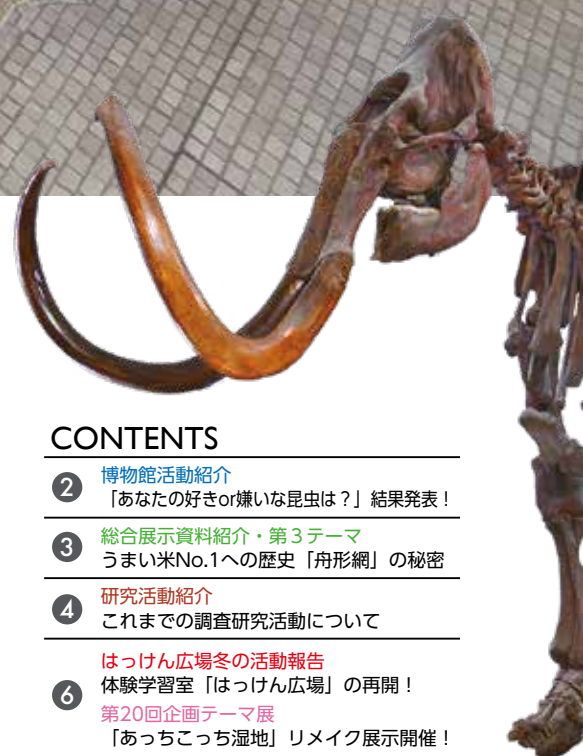 CONTENTS
2
博物館活動紹介
「あなたの好きor嫌いな昆虫は?」結果発表!
3
総合展示資料紹介・第3テーマ
うまい米No.1への歴史「舟形網」の秘密
4
研究活動紹介
これまでの調査研究活動について
6
はっけん広場冬の活動報告
体験学習室「はっけん広場」の再開!
第20回企画テーマ展
「あっちこっち湿地」リメイク展示開催!